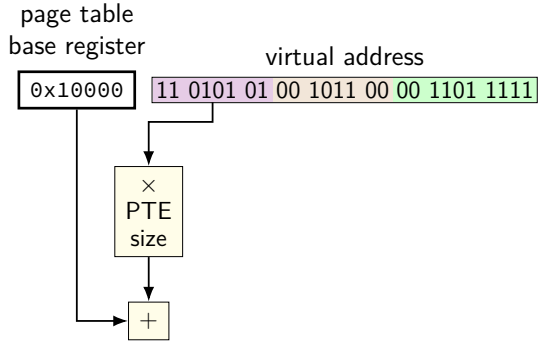 page table
base register
0x10000
virtual address
11 0101 01 00 1011 00 00 1101 1111
×
PTE
size
+